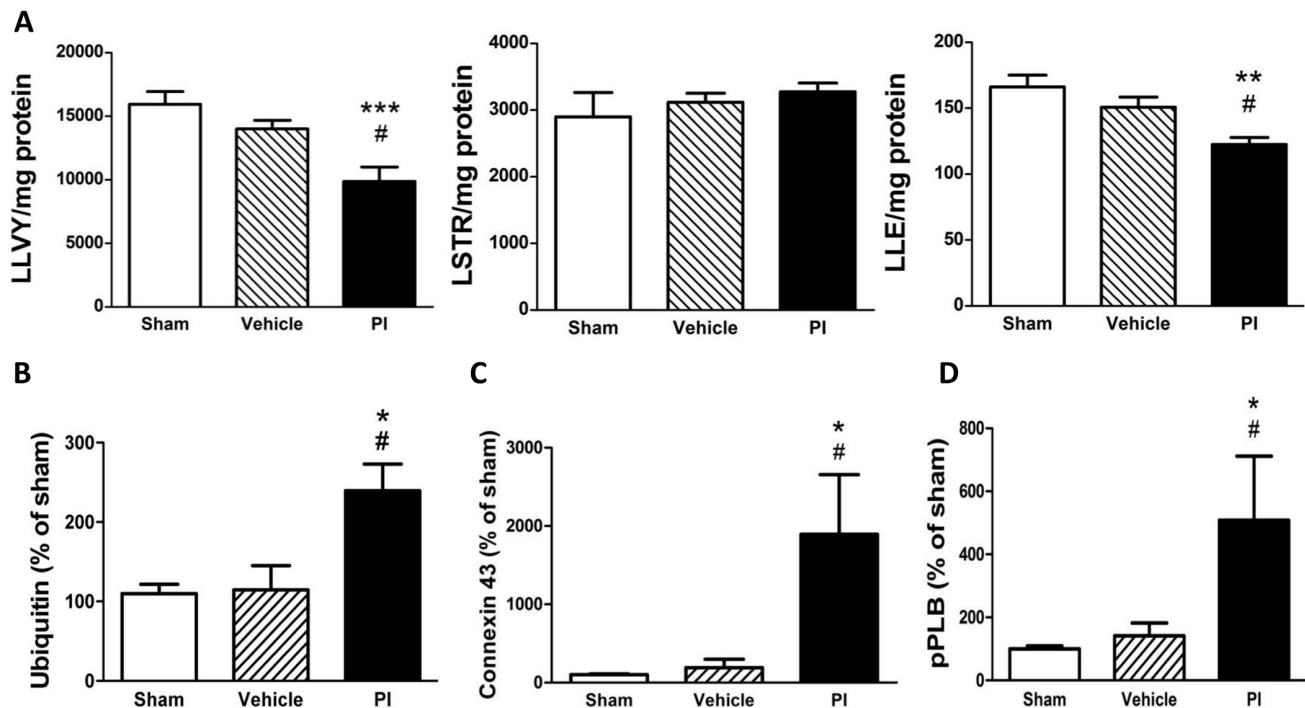 A
LLVY/mg protein
20000
15000
10000
5000
0
***
#
Sham Vehicle PI
LSTR/mg protein
4000
3000
2000
1000
0
Sham Vehicle PI
LLE/mg protein
200
150
100
50
0
**
#
Sham Vehicle PI
B
Ubiquitin (% of sham)
300
200
100
0
*
#
Sham Vehicle PI
C
Connexin 43 (% of sham)
3000
2000
1000
0
*
#
Sham Vehicle PI
D
pPLB (% of sham)
800
600
400
200
0
*
#
Sham Vehicle PI